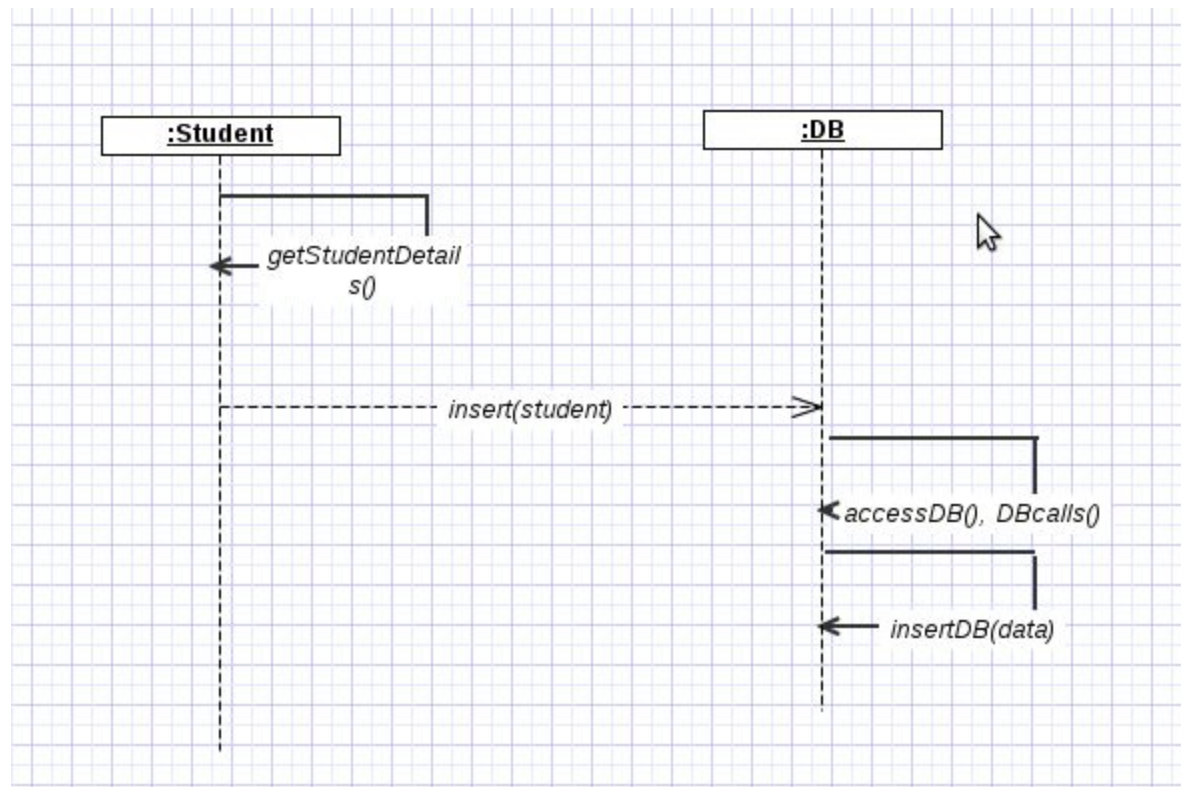 :Student
:DB
getStudentDetail
s()
insert(student)
accessDB(), DBcalls()
insertDB(data)